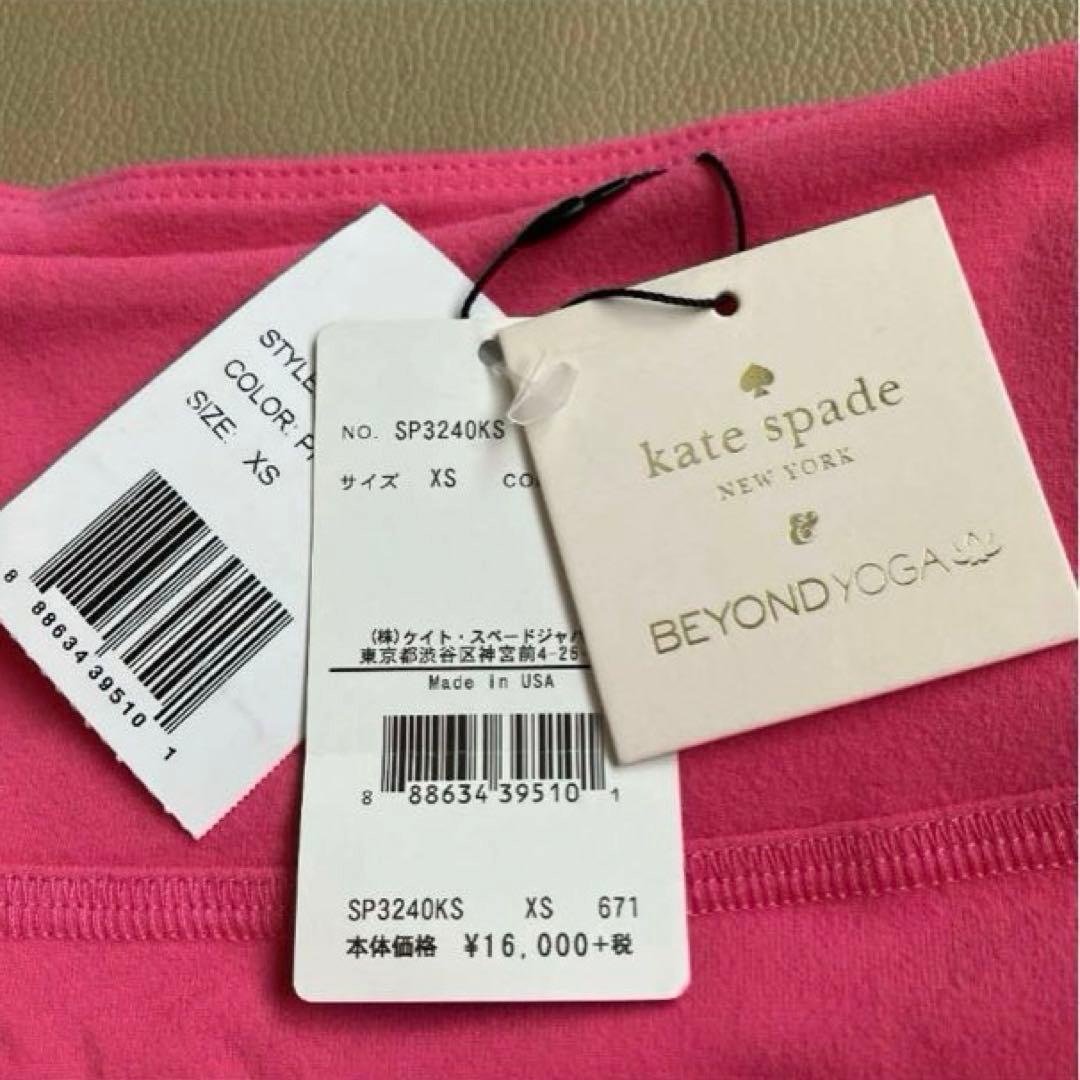 STYLE
COLOR:
SIZE: XS
8 88634 39510 1
NO. SP3240KS
サイズ XS
(株)ケイト・スペードジャパ
東京都渋谷区神宮前4-26
Made in USA
8 88634 39510 1
SP3240KS XS 671
本体価格 ¥16,000+税
kate spade
NEW YORK
&
BEYOND YOGA